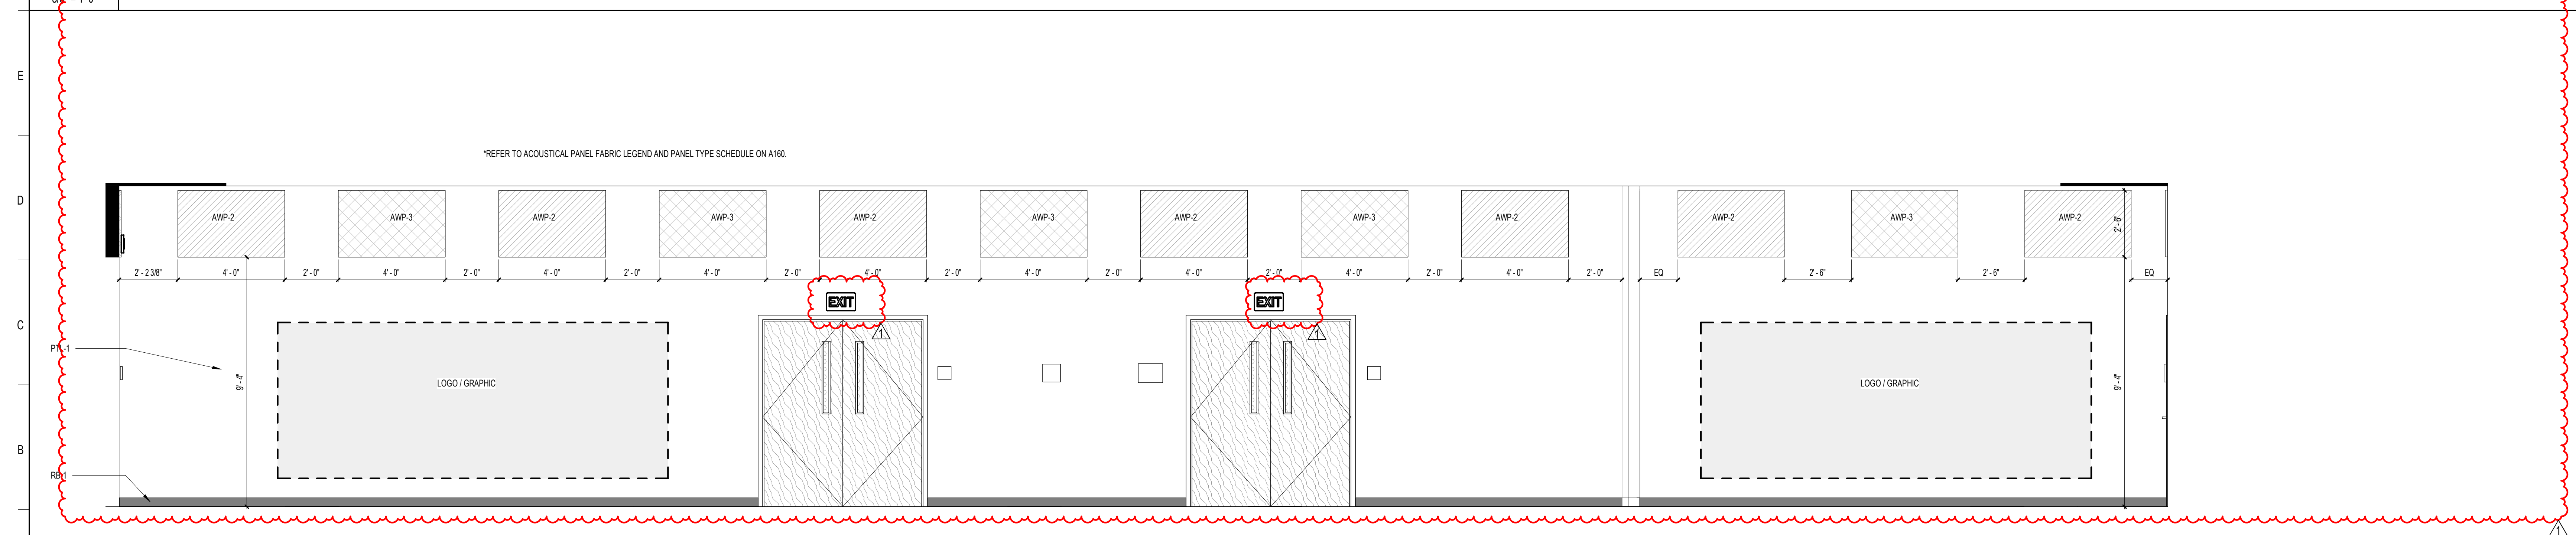 E
*REFER TO ACOUSTICAL PANEL FABRIC LEGEND AND PANEL TYPE SCHEDULE ON A160.
D
AWP-2 AWP-3 AWP-2 AWP-3 AWP-2 AWP-3 AWP-2 AWP-3 AWP-2 AWP-2 AWP-3 AWP-2
2' - 6"
2' - 2 3/8" 4' - 0" 2' - 0" 4' - 0" 2' - 0" 4' - 0" 2' - 0" 4' - 0" 2' - 0" 4' - 0" 2' - 0" 4' - 0" 2' - 0" 4' - 0" 2' - 0" 4' - 0" 2' - 0" 4' - 0" 2' - 0" EQ 2' - 6" 2' - 6" EQ
EXIT EXIT
C
1 1
PTL-1
9' - 4" LOGO / GRAPHIC LOGO / GRAPHIC 9' - 4"
B
RB-1
1